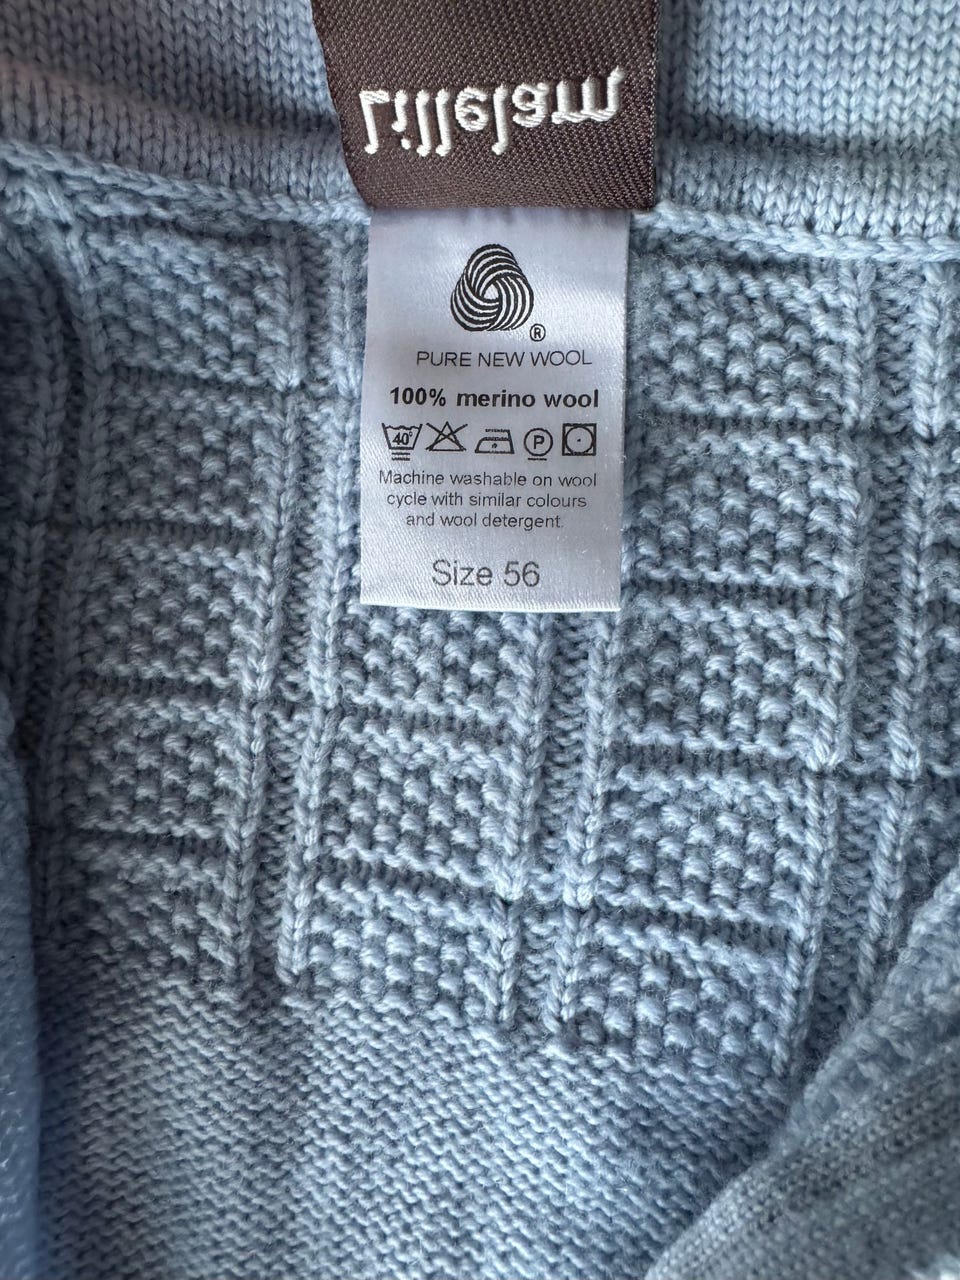 Lillelam
®
PURE NEW WOOL
100% merino wool
40° P
Machine washable on wool
cycle with similar colours
and wool detergent.
Size 56